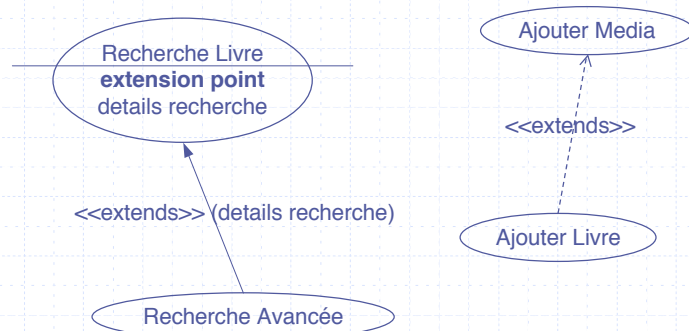 Recherche Livre
extension point
details recherche
<<extends>> (details recherche)
Recherche Avancée
Ajouter Media
<<extends>>
Ajouter Livre